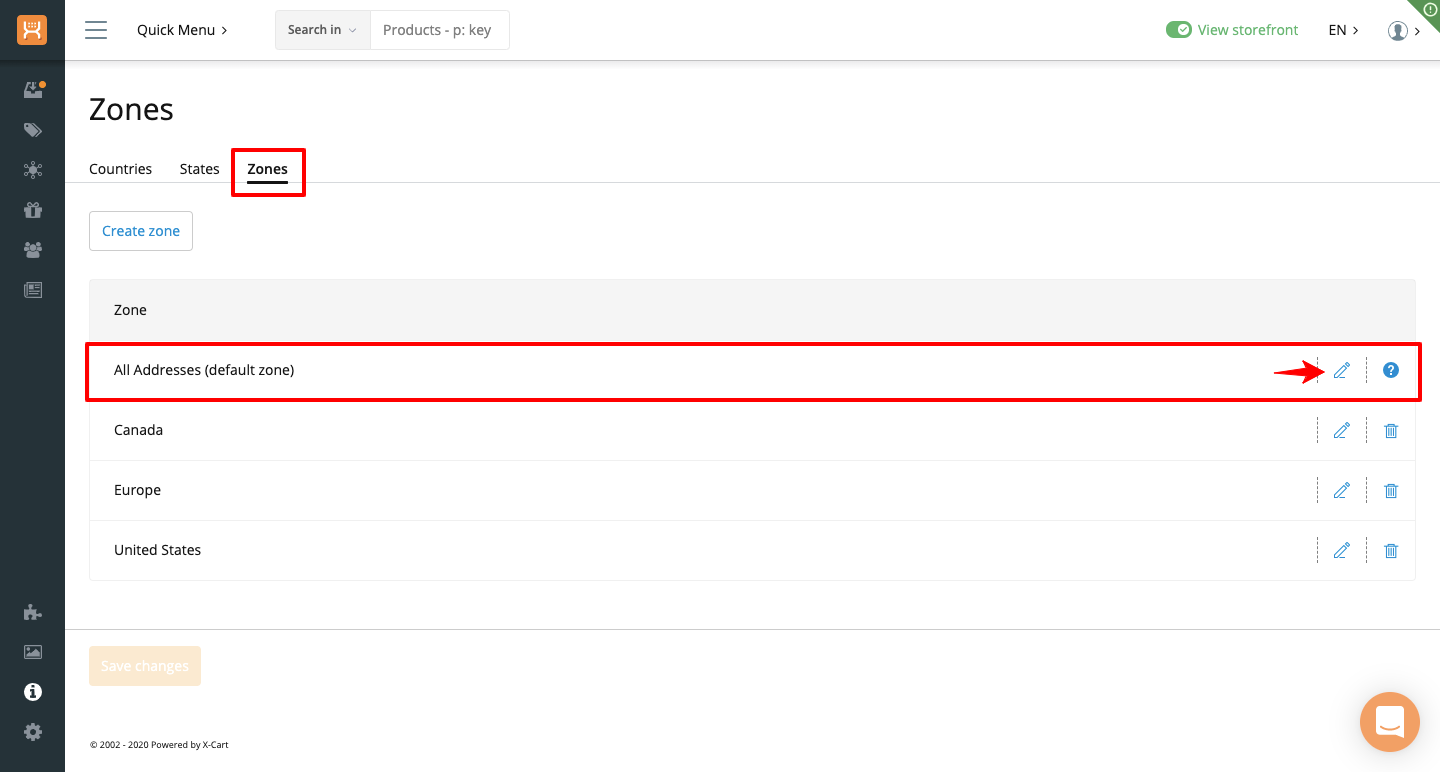 Quick Menu
Search in
Products - p: key
View storefront
EN
Zones
Countries
States
Zones
Create zone
Zone
All Addresses (default zone)
?
Canada
Europe
United States
Save changes
© 2002 - 2020 Powered by X-Cart